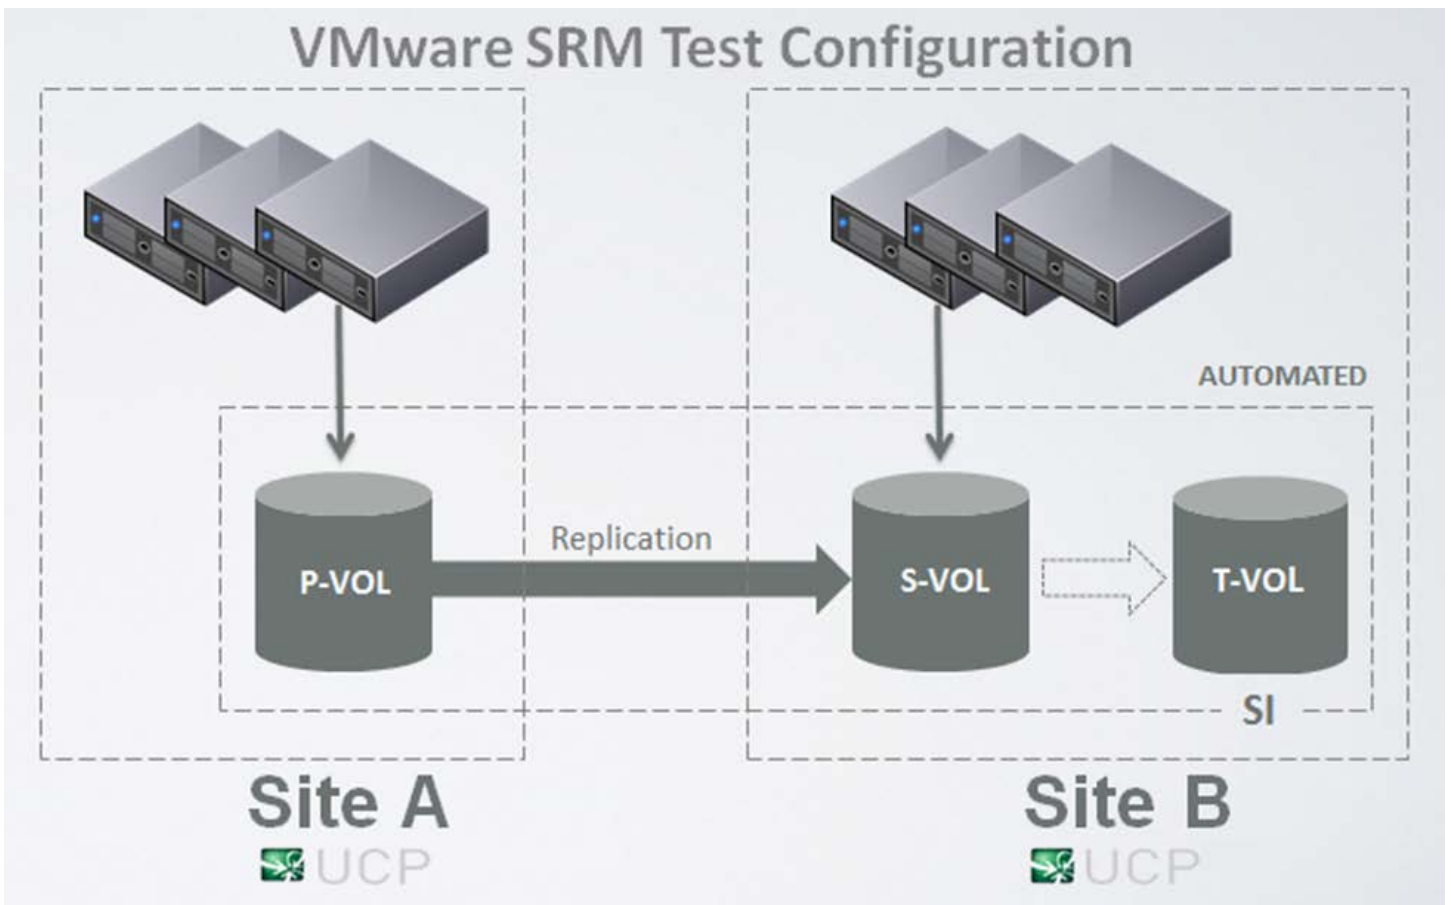 VMware SRM Test Configuration
AUTOMATED
Replication
P-VOL
S-VOL
T-VOL
SI
Site A
Site B
UCP
UCP